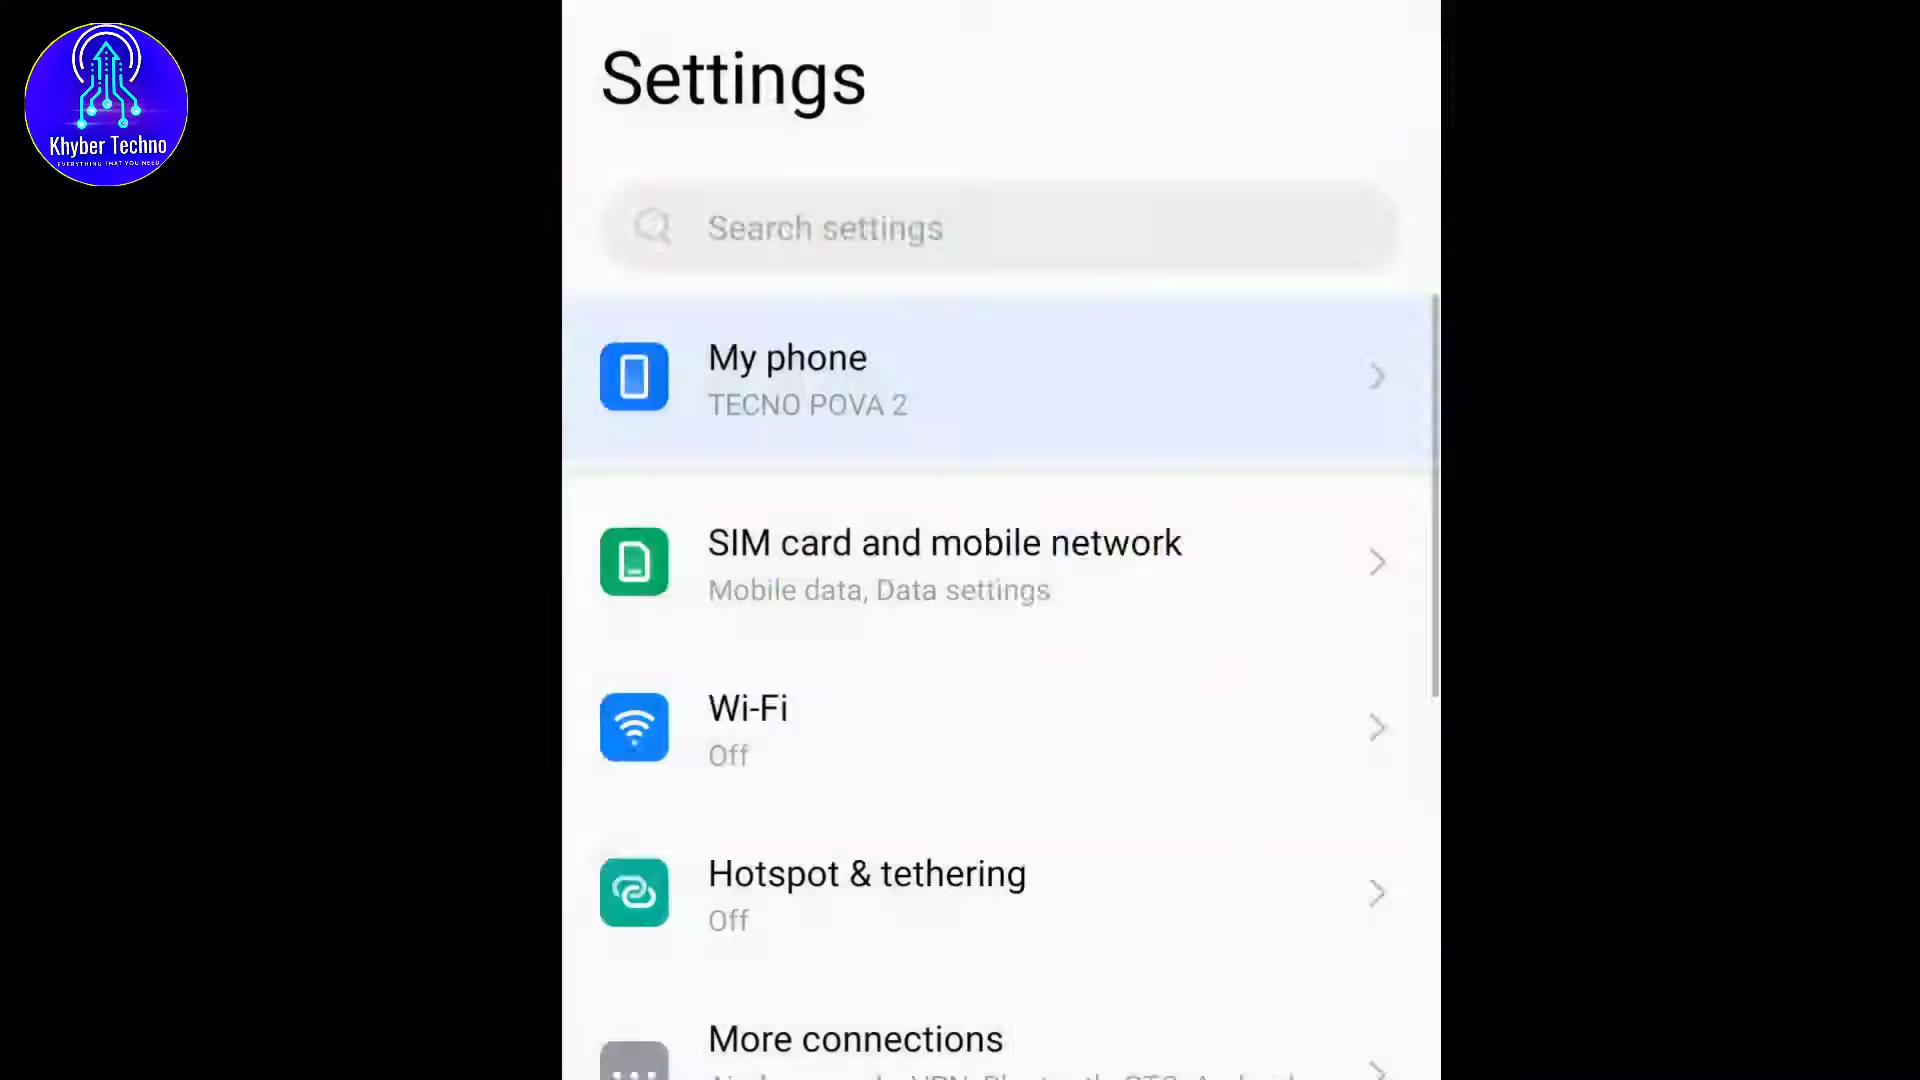 Khyber Techno
EVERYTHING THAT YOU NEED
Settings
Search settings
My phone
TECNO POVA 2
SIM card and mobile network
Mobile data, Data settings
Wi-Fi
Off
Hotspot & tethering
Off
More connections